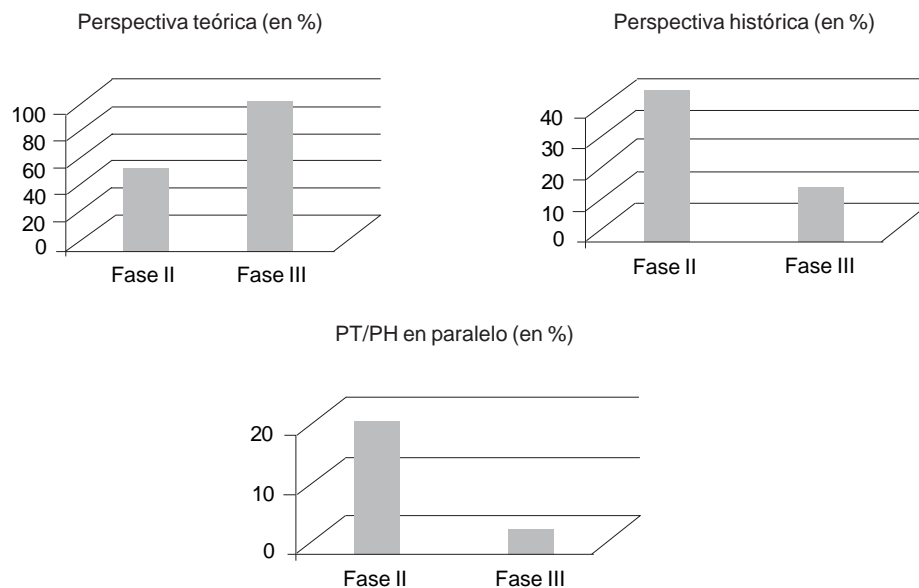 Perspectiva teórica (en %)
100
80
60
40
20
0
Fase II Fase III
Perspectiva histórica (en %)
40
30
20
10
0
Fase II Fase III
PT/PH en paralelo (en %)
20
10
0
Fase II Fase III